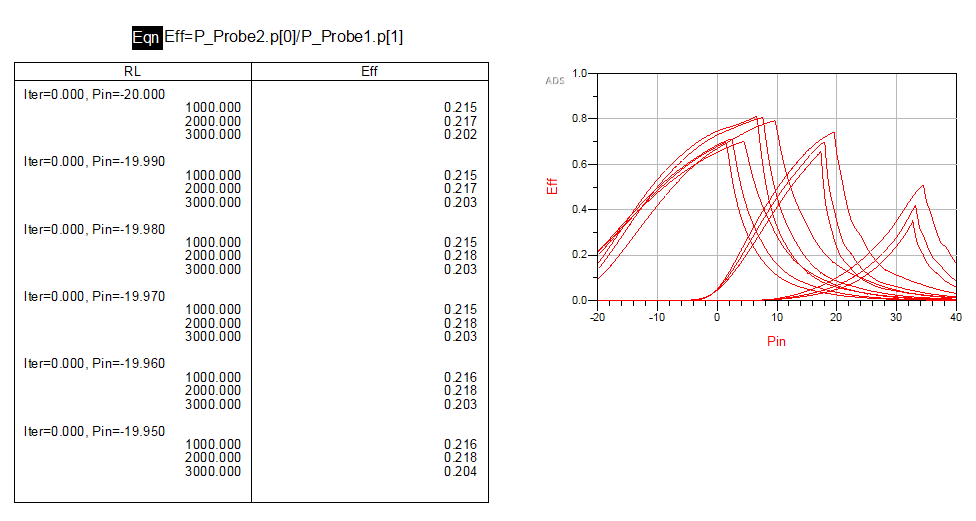 Eqn Eff=P_Probe2.p[0]/P_Probe1.p[1]
RL Eff
Iter=0.000, Pin=-20.000
1000.000 0.215
2000.000 0.217
3000.000 0.202
Iter=0.000, Pin=-19.990
1000.000 0.215
2000.000 0.217
3000.000 0.203
Iter=0.000, Pin=-19.980
1000.000 0.215
2000.000 0.218
3000.000 0.203
Iter=0.000, Pin=-19.970
1000.000 0.215
2000.000 0.218
3000.000 0.203
Iter=0.000, Pin=-19.960
1000.000 0.216
2000.000 0.218
3000.000 0.203
Iter=0.000, Pin=-19.950
1000.000 0.216
2000.000 0.218
3000.000 0.204
ADS
1.0
0.8
0.6
0.4
0.2
0.0
Eff
-20 -10 0 10 20 30 40
Pin